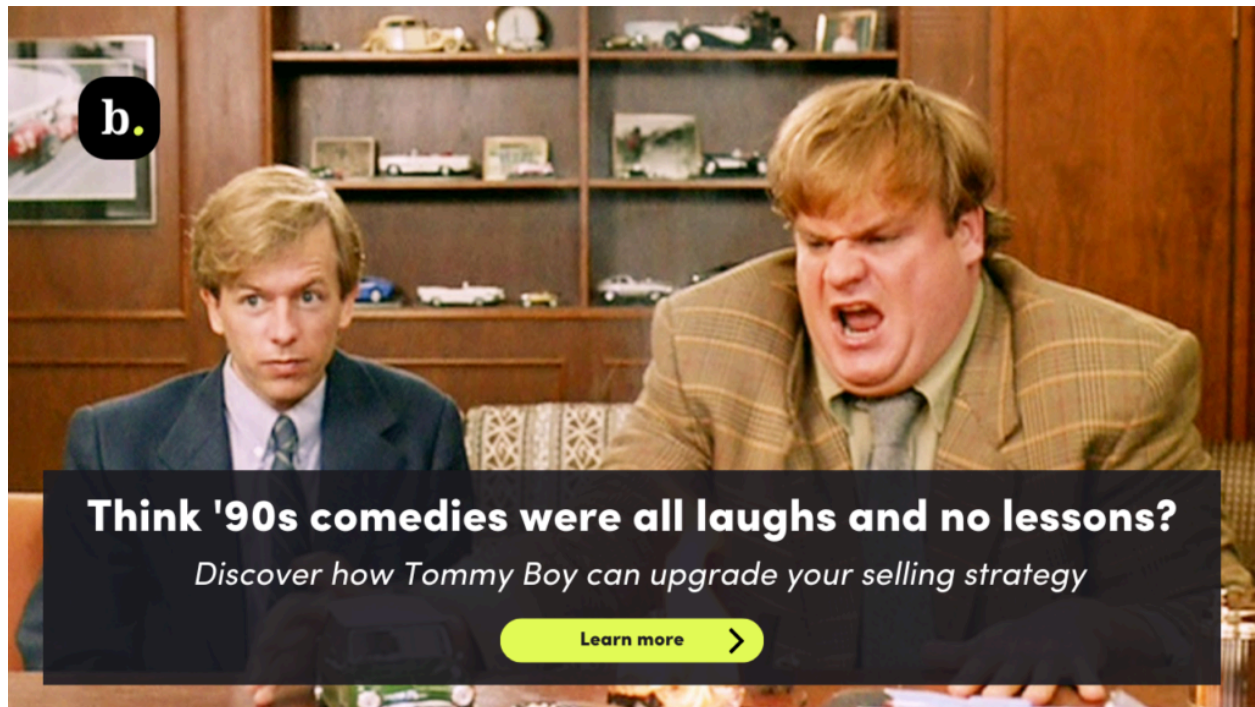 b.
Think '90s comedies were all laughs and no lessons?
Discover how Tommy Boy can upgrade your selling strategy
Learn more